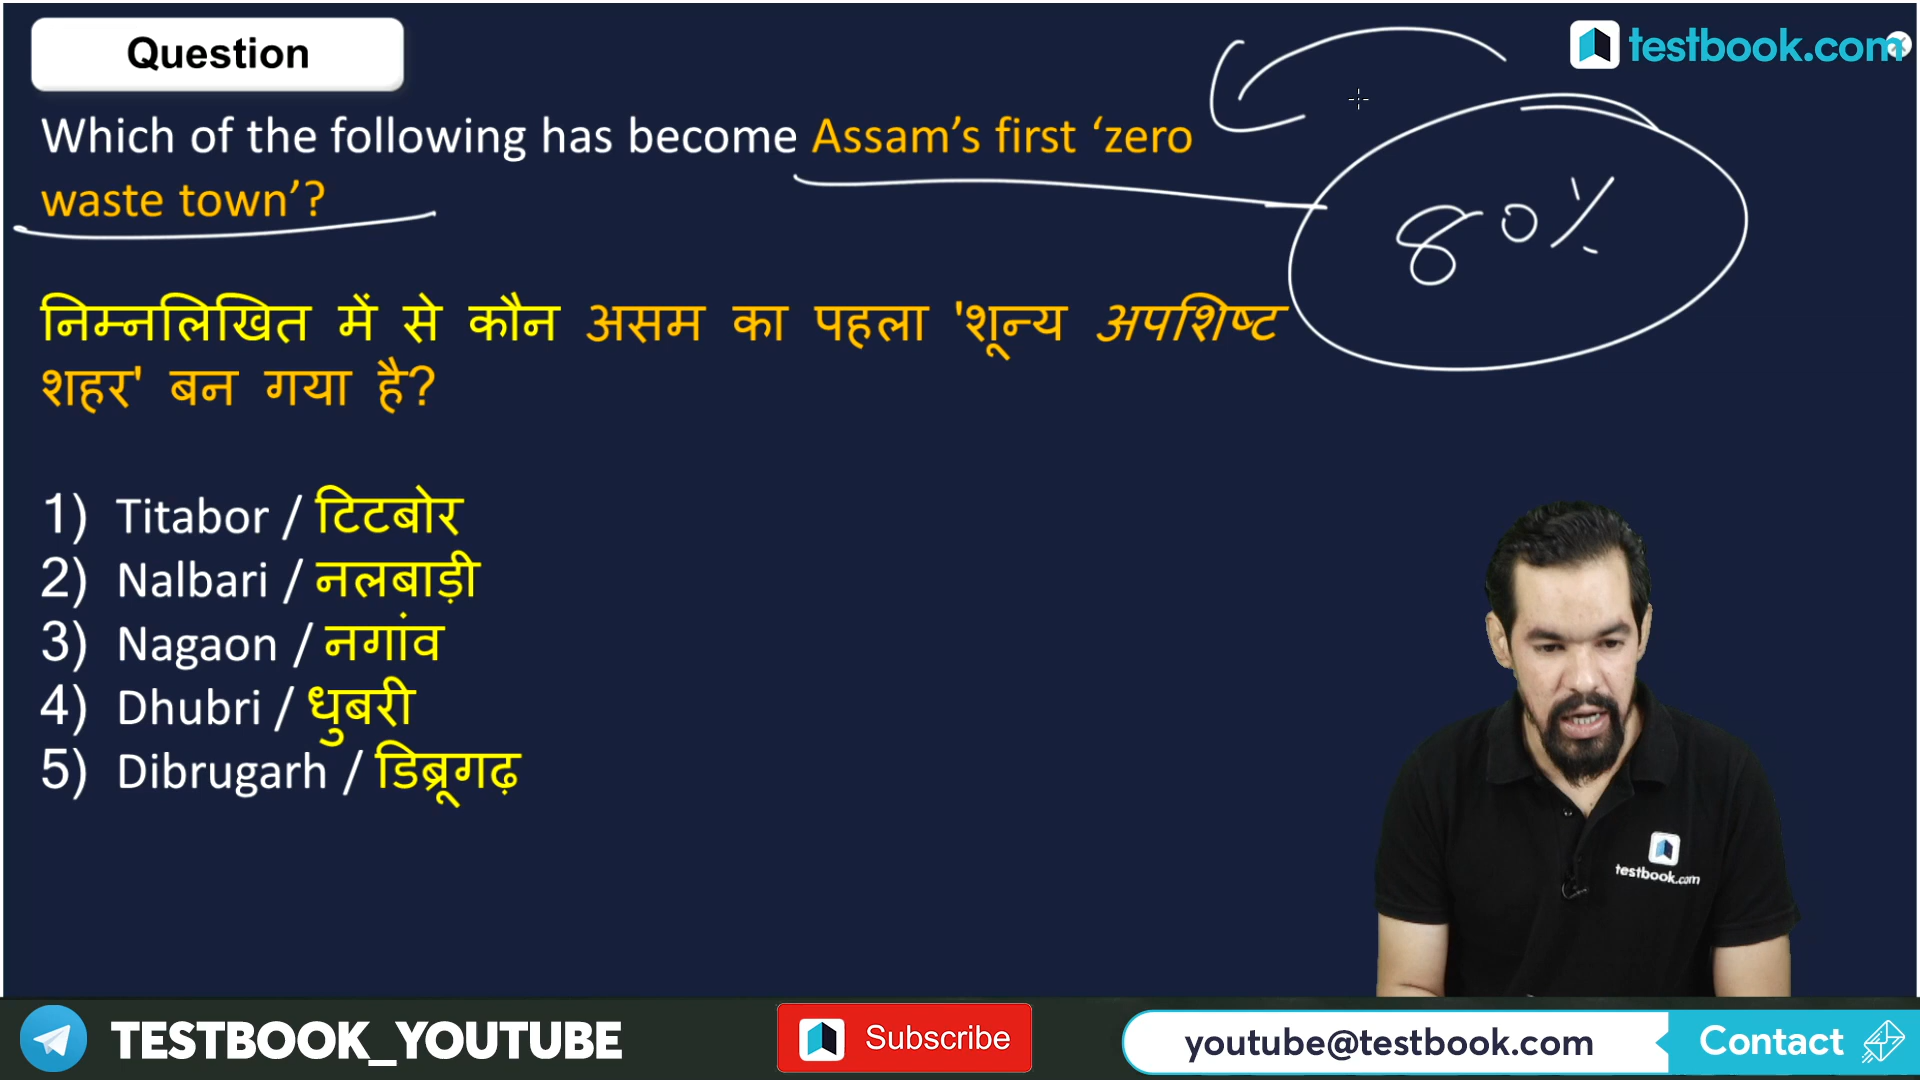 Question
testbook.com
Which of the following has become Assam's first 'zero
waste town'?
80%
निम्नलिखित में से कौन असम का पहला 'शून्य अपशिष्ट
शहर' बन गया है?
1) Titabor / टिटबोर
2) Nalbari / नलबाड़ी
3) Nagaon / नगांव
4) Dhubri / धुबरी
5) Dibrugarh / डिब्रूगढ़
testbook.com
TESTBOOK_YOUTUBE
Subscribe
youtube@testbook.com
Contact